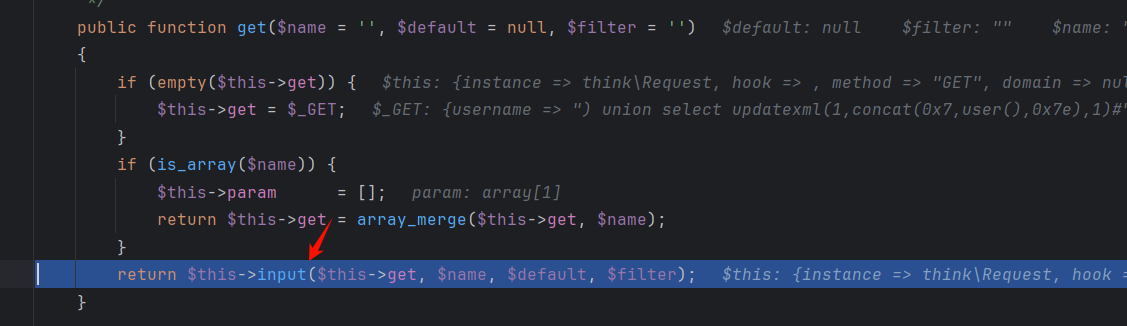 */
public function get($name = '', $default = null, $filter = '')   $default: null   $filter: ""   $name: "
{
if (empty($this->get)) {   $this: {instance => think\Request, hook => , method => "GET", domain => nul
$this->get = $_GET;   $_GET: {username => ") union select updatexml(1,concat(0x7,user(),0x7e),1)#"
}
if (is_array($name)) {
$this->param      = [];   param: array[1]
return $this->get = array_merge($this->get, $name);
}
return $this->input($this->get, $name, $default, $filter);   $this: {instance => think\Request, hook =
}